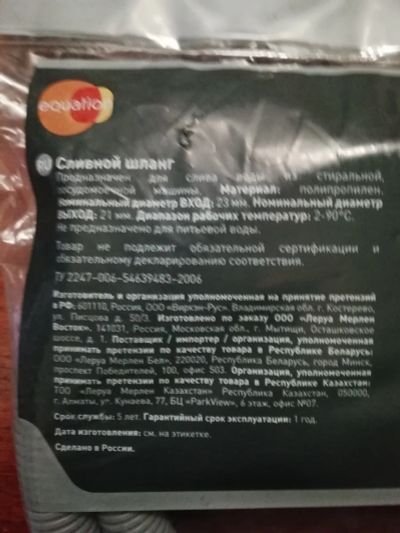 equation
RU Сливной шланг
Предназначен для слива воды из стиральной,
посудомоечной машины. Материал: полипропилен,
номинальный диаметр ВХОД: 23 мм. Номинальный диаметр
ВЫХОД: 21 мм. Диапазон рабочих температур: 2-90°С.
Не предназначено для питьевой воды.
Товар не подлежит обязательной сертификации и
обязательному декларированию соответствия.
ТУ 2247-006-54639483-2006
Изготовитель и организация уполномоченная на принятие претензий
в РФ: 601110, Россия, ООО «Виркэн-Рус». Владимирская обл. г. Костерево,
ул. Писцова д. 50/3. Изготовлено по заказу ООО «Леруа Мерлен
Восток». 141031, Россия, Московская обл., г. Мытищи, Осташковское
шоссе, д. 1. Поставщик / импортер / организация, уполномоченная
принимать претензии по качеству товара в Республике Беларусь:
ООО «Леруа Мерлен Бел», 220020, Республика Беларусь, город Минск,
проспект Победителей, 100, офис 503. Организация, уполномоченная
принимать претензии по качеству товара в Республике Казахстан:
ТОО «Леруа Мерлен Казахстан» Республика Казахстан, 050000,
г. Алматы, ул. Кунаева, 77, БЦ «ParkView», 6 этаж, офис №07.
Срок службы: 5 лет. Гарантийный срок эксплуатации: 1 год.
Дата изготовления: см. на этикетке.
Сделано в России.